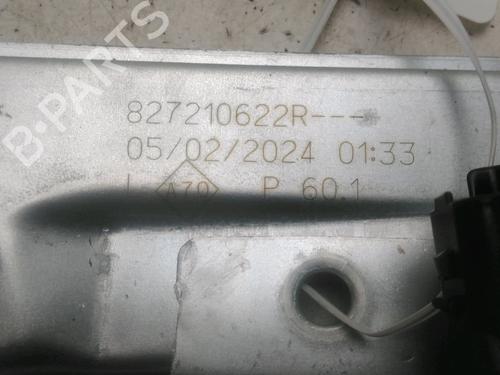 827210622R---
05/02/2024 01:33
L A70 P 60.1
B-PARTS